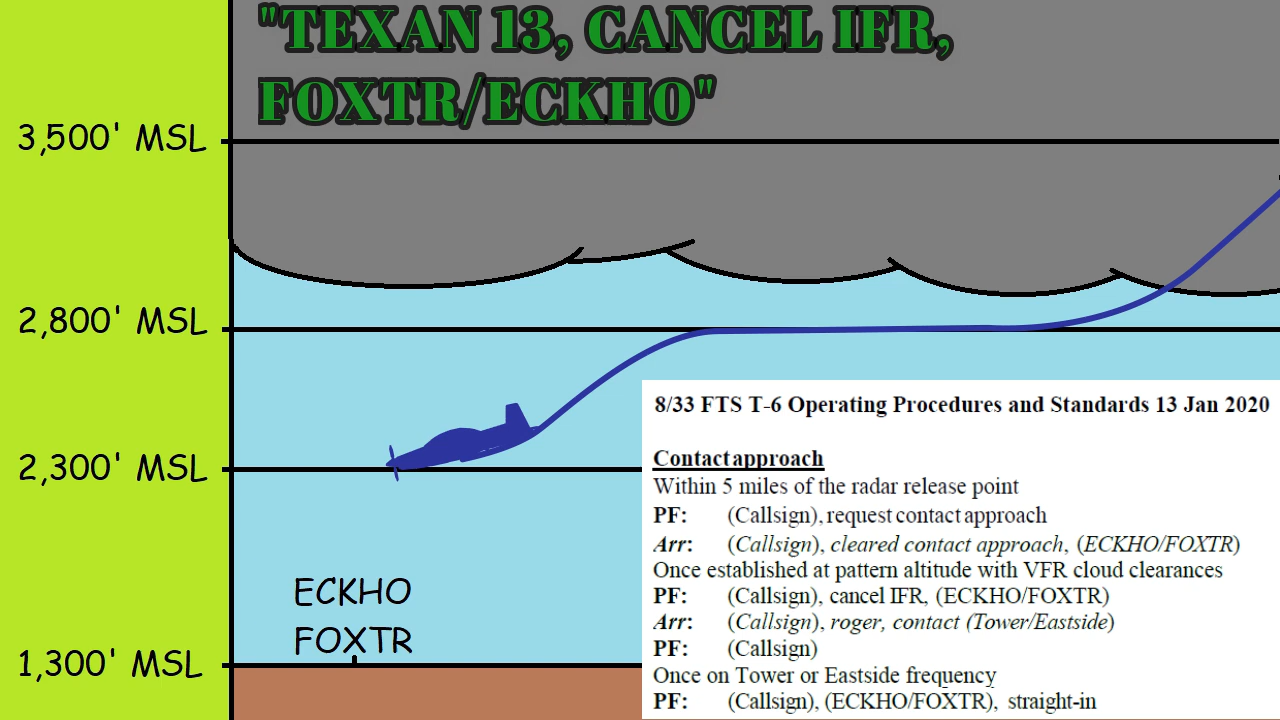 "TEXAN 13, CANCEL IFR,
FOXTR/ECKHO"
3,500' MSL
2,800' MSL
2,300' MSL
ECKHO
FOXTR
1,300' MSL
8/33 FTS T-6 Operating Procedures and Standards 13 Jan 2020
Contact approach
Within 5 miles of the radar release point
PF: (Callsign), request contact approach
Arr: (Callsign), cleared contact approach, (ECKHO/FOXTR)
Once established at pattern altitude with VFR cloud clearances
PF: (Callsign), cancel IFR, (ECKHO/FOXTR)
Arr: (Callsign), roger, contact (Tower/Eastside)
PF: (Callsign)
Once on Tower or Eastside frequency
PF: (Callsign), (ECKHO/FOXTR), straight-in